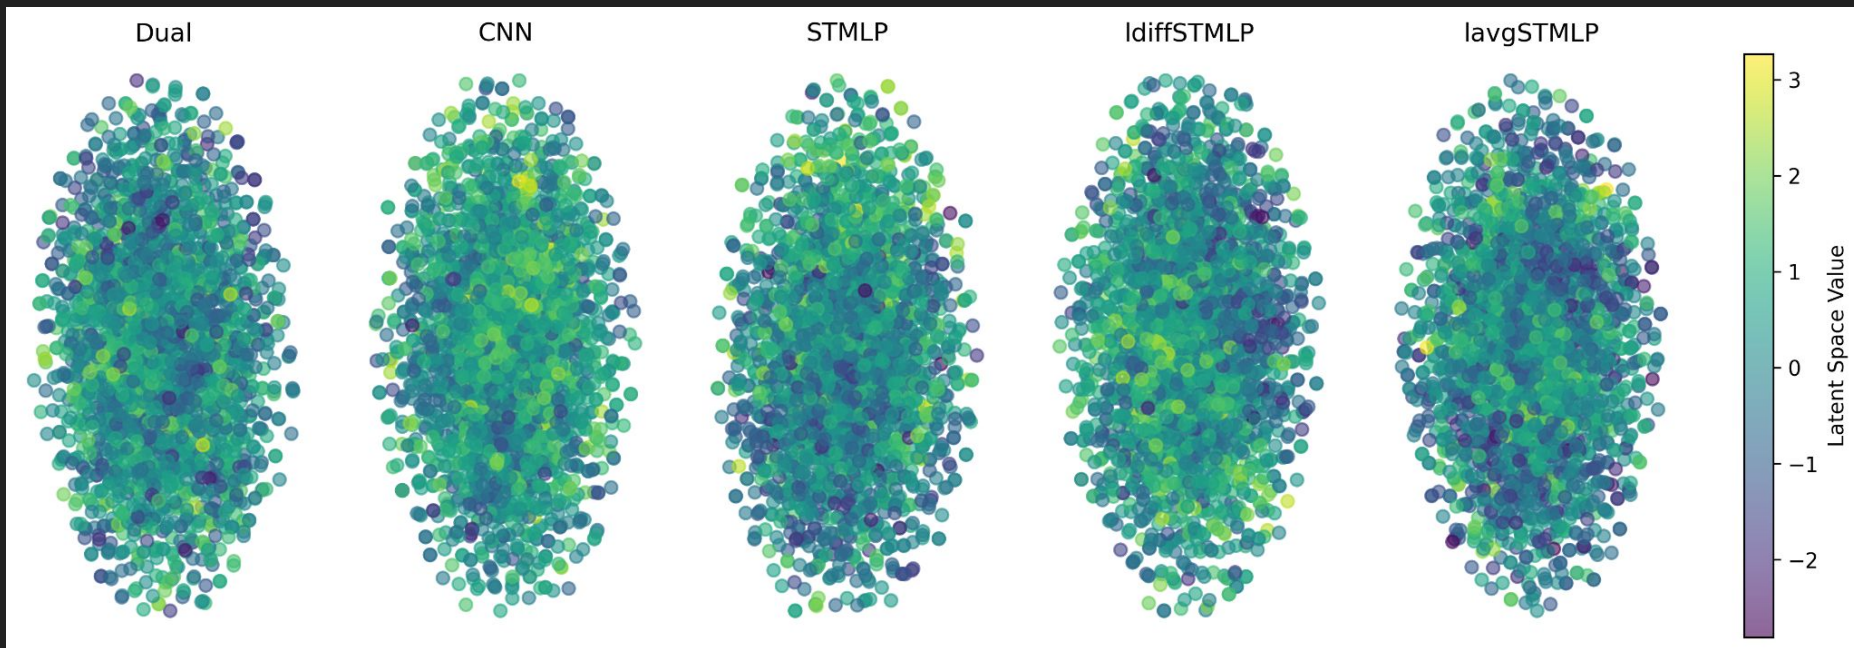 Dual
CNN
STMLP
ldiffSTMLP
lavgSTMLP
3
2
1
0
−1
−2
Latent Space Value